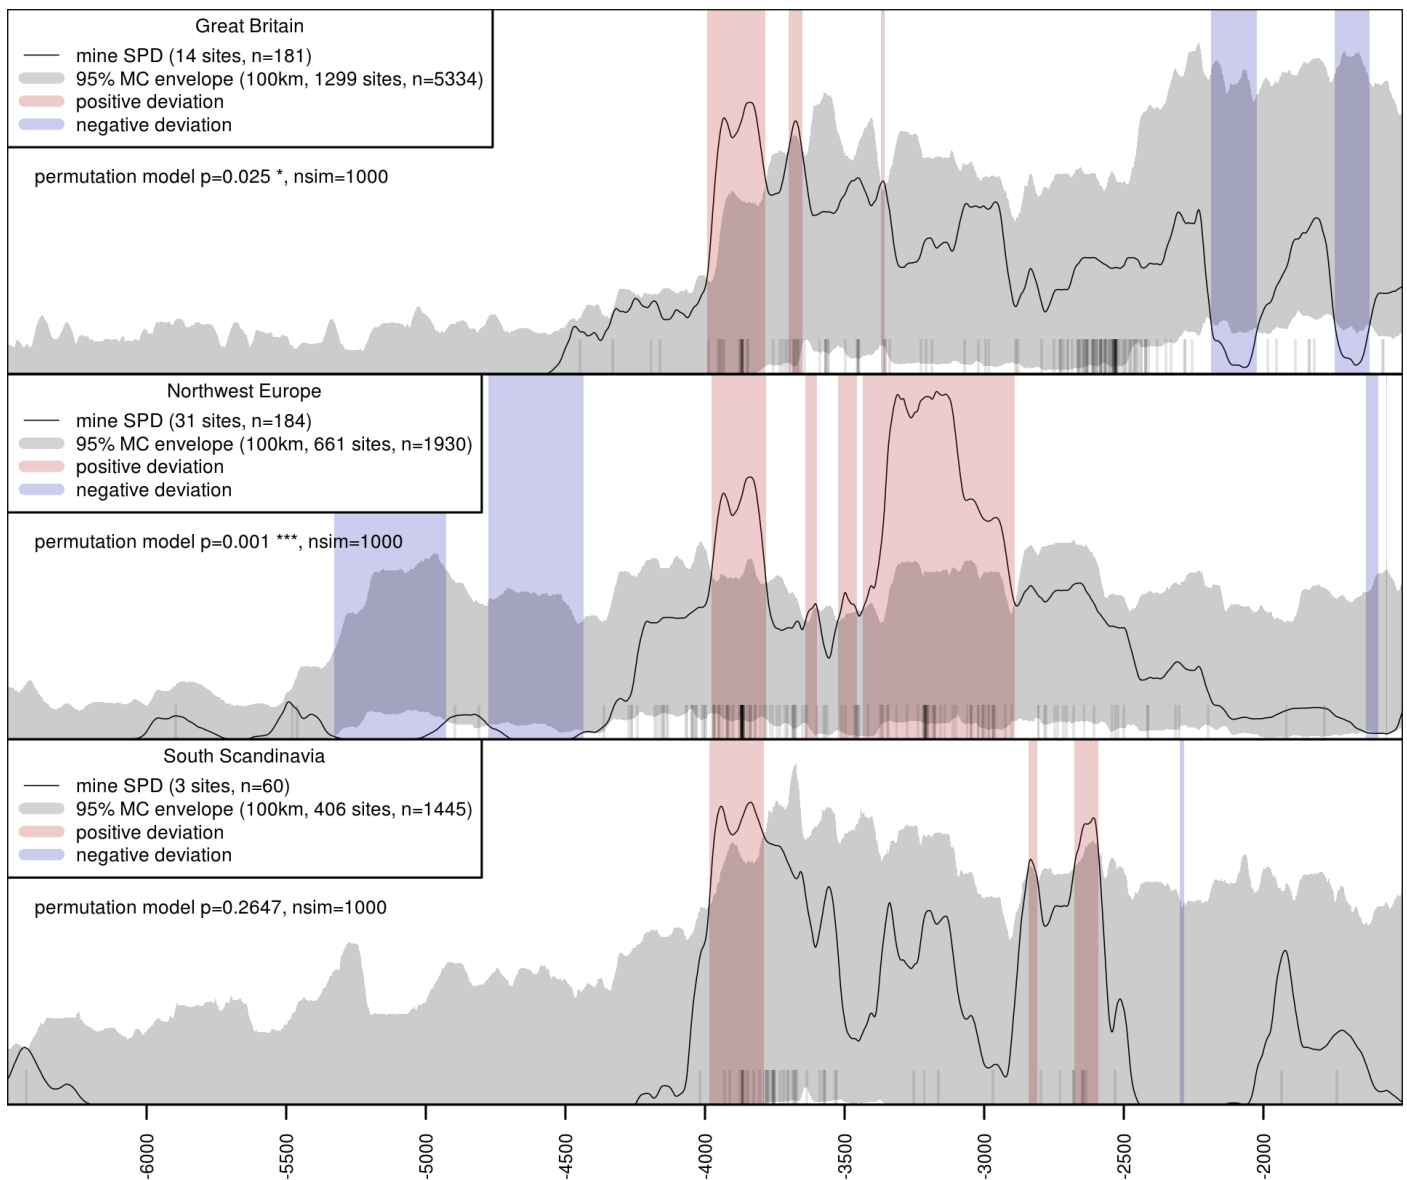 Great Britain
mine SPD (14 sites, n=181)
95% MC envelope (100km, 1299 sites, n=5334)
positive deviation
negative deviation
permutation model p=0.025 *, nsim=1000
Northwest Europe
mine SPD (31 sites, n=184)
95% MC envelope (100km, 661 sites, n=1930)
positive deviation
negative deviation
permutation model p=0.001 ***, nsim=1000
South Scandinavia
mine SPD (3 sites, n=60)
95% MC envelope (100km, 406 sites, n=1445)
positive deviation
negative deviation
permutation model p=0.2647, nsim=1000
-6000
-5500
-5000
-4500
-4000
-3500
-3000
-2500
-2000